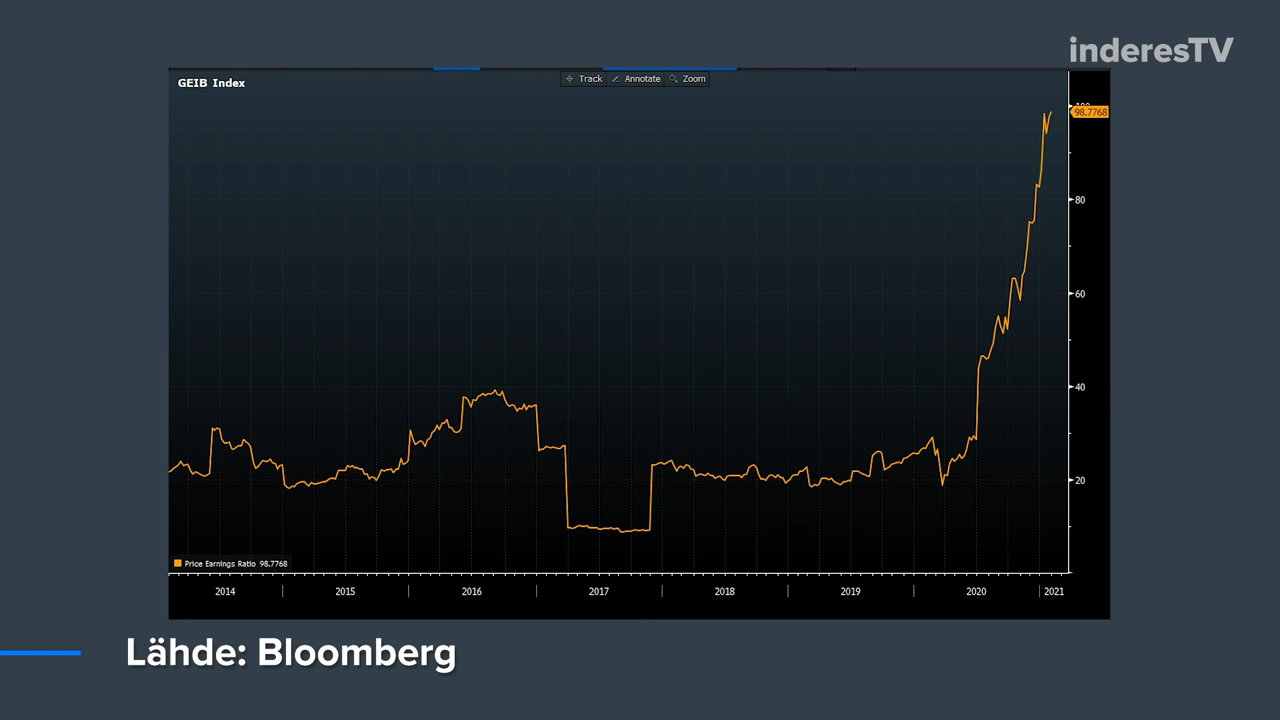 inderesTV
GEIB Index
Track Annotate Zoom
100
98.7768
80
60
40
20
Price Earnings Ratio 98.7768
2014 2015 2016 2017 2018 2019 2020 2021
Lähde: Bloomberg